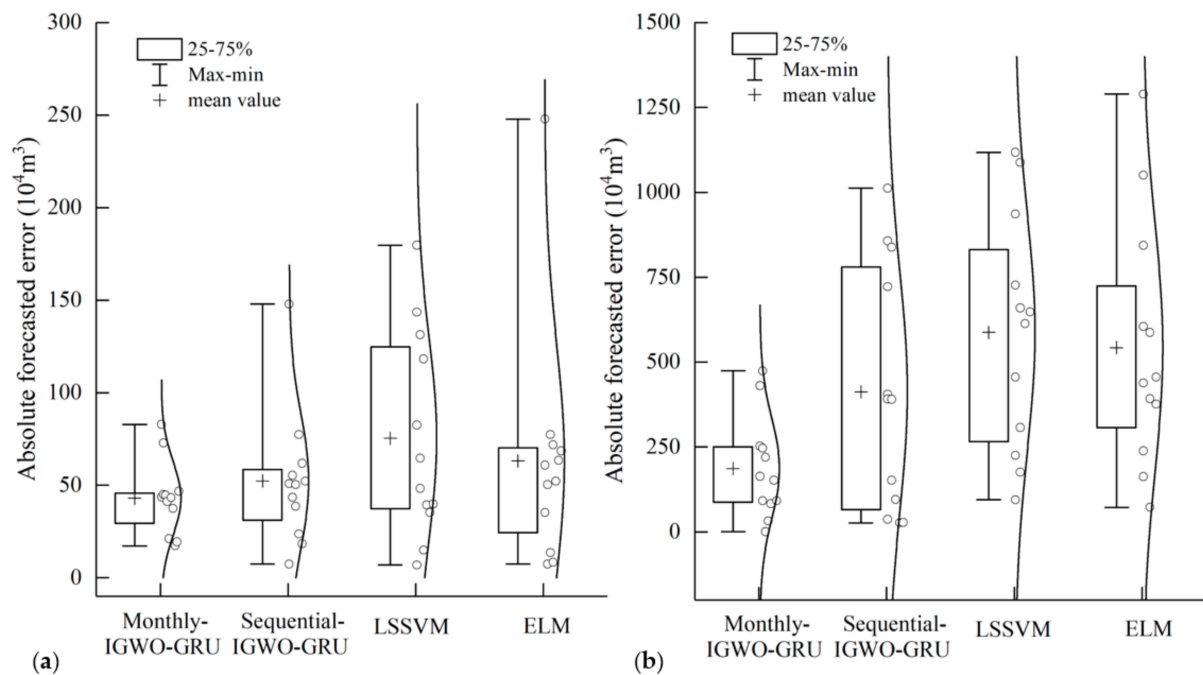 300
250
200
150
100
50
0
Absolute forecasted error (10⁴m³)
25-75%
Max-min
mean value
Monthly-
IGWO-GRU
Sequential-
IGWO-GRU
LSSVM
ELM
(a)
1500
1250
1000
750
500
250
0
Absolute forecasted error (10⁴m³)
25-75%
Max-min
mean value
Monthly-
IGWO-GRU
Sequential-
IGWO-GRU
LSSVM
ELM
(b)